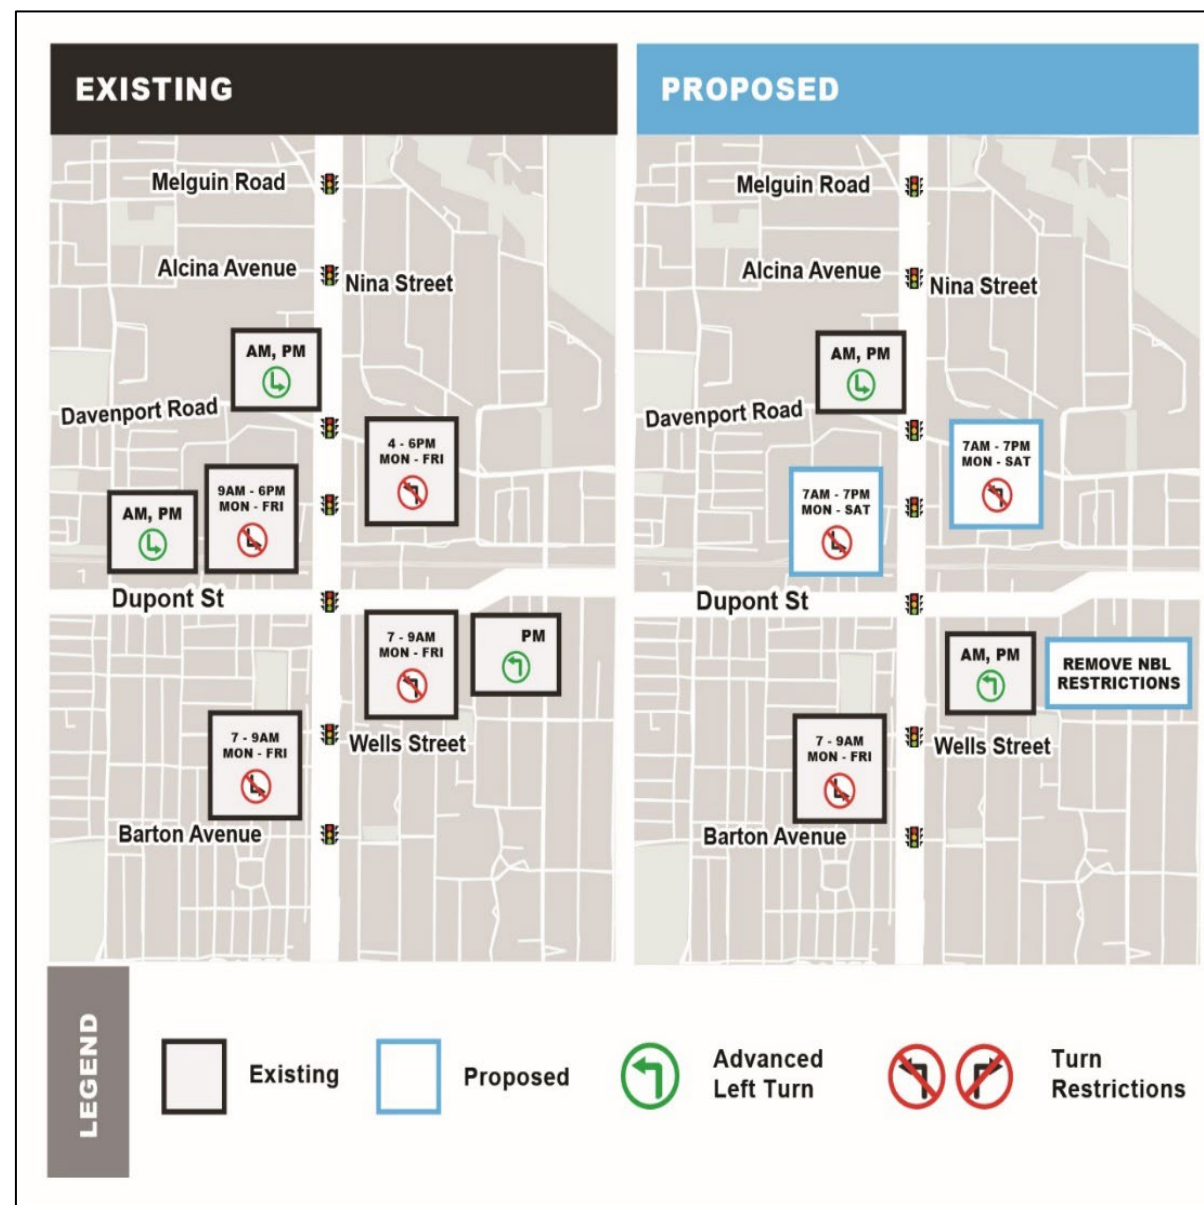 EXISTING
Melguin Road
Alcina Avenue
Nina Street
AM, PM
Davenport Road
4 - 6PM
MON - FRI
9AM - 6PM
MON - FRI
AM, PM
Dupont St
7 - 9AM
MON - FRI
PM
7 - 9AM
MON - FRI
Wells Street
Barton Avenue
PROPOSED
Melguin Road
Alcina Avenue
Nina Street
AM, PM
Davenport Road
7AM - 7PM
MON - SAT
7AM - 7PM
MON - SAT
Dupont St
AM, PM
REMOVE NBL
RESTRICTIONS
7 - 9AM
MON - FRI
Wells Street
Barton Avenue
LEGEND
Existing
Proposed
Advanced
Left Turn
Turn
Restrictions